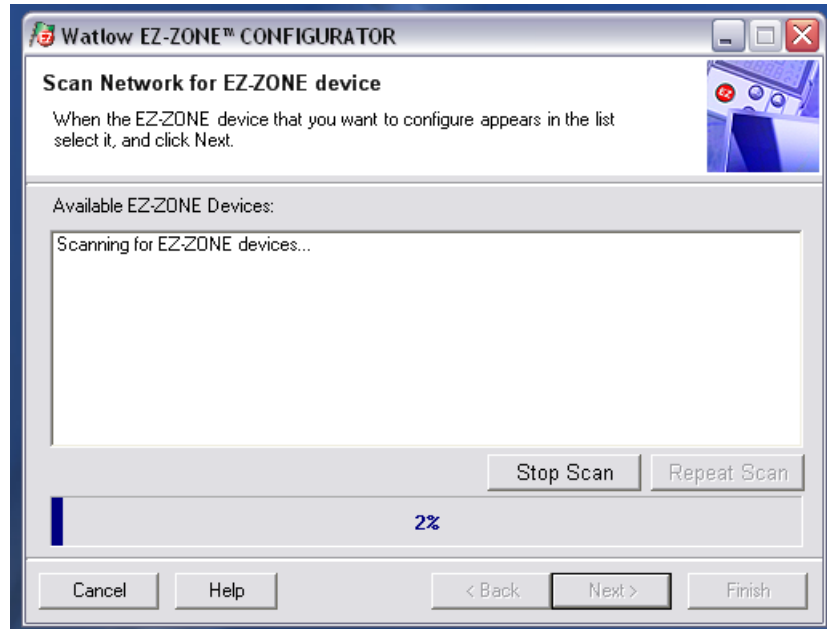 Watlow EZ-ZONE™ CONFIGURATOR
Scan Network for EZ-ZONE device
When the EZ-ZONE device that you want to configure appears in the list
select it, and click Next.
Available EZ-ZONE Devices:
Scanning for EZ-ZONE devices...
Stop Scan
Repeat Scan
2%
Cancel
Help
< Back
Next >
Finish